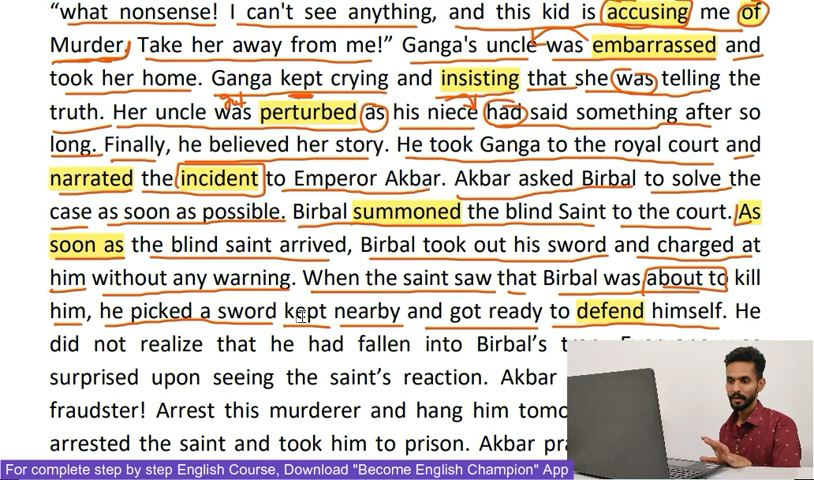 “what nonsense! I can't see anything, and this kid is accusing me of
Murder. Take her away from me!” Ganga's uncle was embarrassed and
took her home. Ganga kept crying and insisting that she was telling the
truth. Her uncle was perturbed as his niece had said something after so
long. Finally, he believed her story. He took Ganga to the royal court and
narrated the incident to Emperor Akbar. Akbar asked Birbal to solve the
case as soon as possible. Birbal summoned the blind Saint to the court. As
soon as the blind saint arrived, Birbal took out his sword and charged at
him without any warning. When the saint saw that Birbal was about to kill
him, he picked a sword kept nearby and got ready to defend himself. He
did not realize that he had fallen into Birbal’s
surprised upon seeing the saint’s reaction. Akbar
fraudster! Arrest this murderer and hang him
arrested the saint and took him to prison. Akbar
For complete step by step English Course, Download "Become English Champion" App